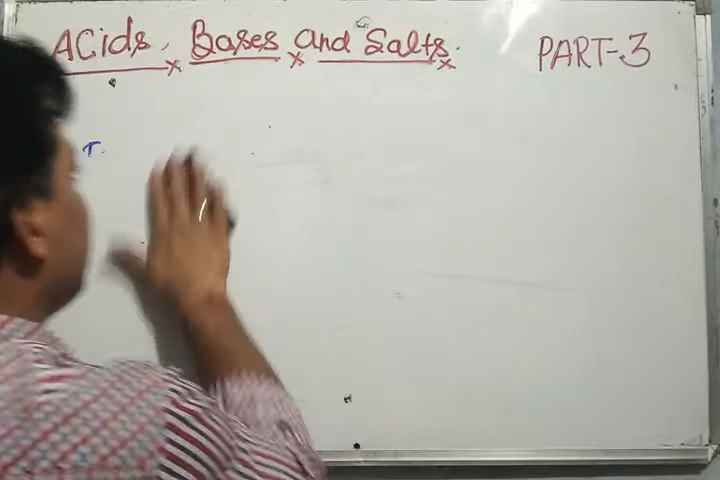 Acids, Bases and Salts. PART-3
T.